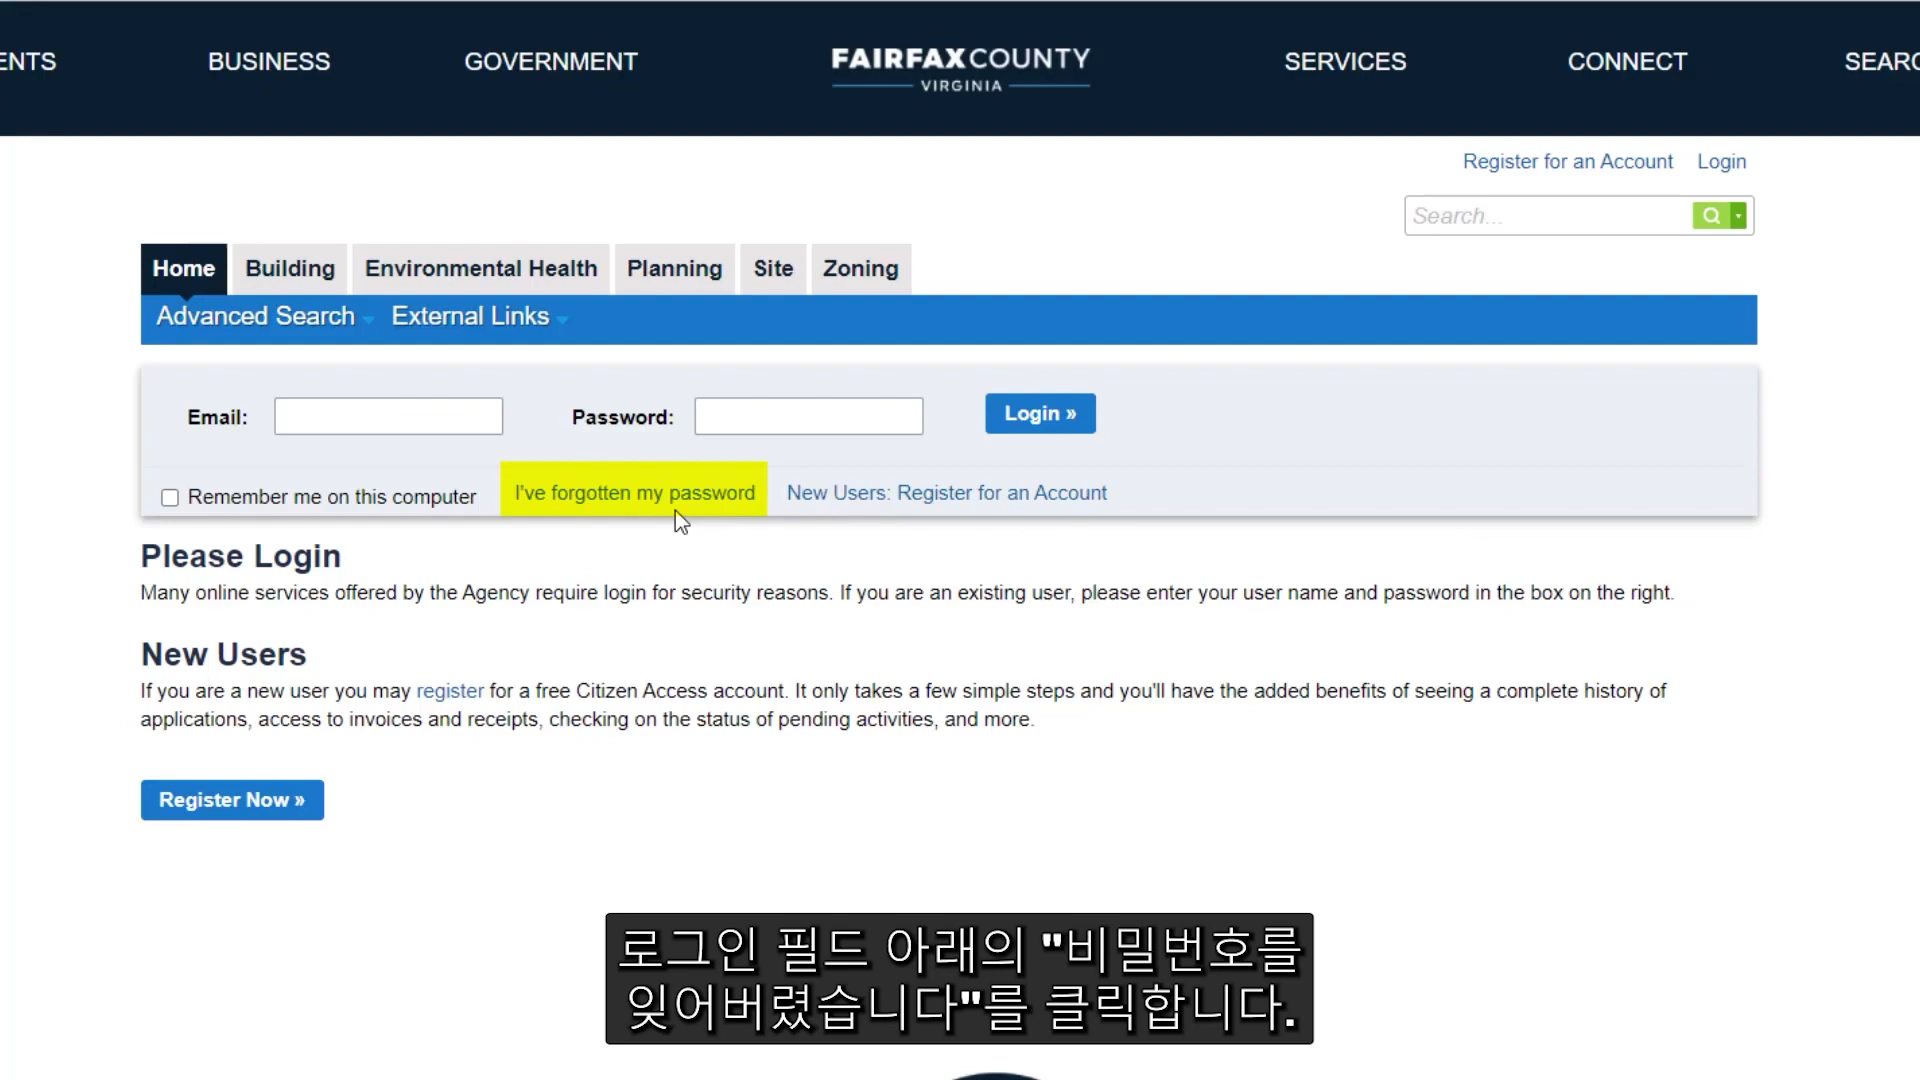 ENTS BUSINESS GOVERNMENT FAIRFAX COUNTY SERVICES CONNECT SEARC
VIRGINIA
Register for an Account Login
Search...
Home Building Environmental Health Planning Site Zoning
Advanced Search External Links
Email: Password: Login »
Remember me on this computer I've forgotten my password New Users: Register for an Account
Please Login
Many online services offered by the Agency require login for security reasons. If you are an existing user, please enter your user name and password in the box on the right.
New Users
If you are a new user you may register for a free Citizen Access account. It only takes a few simple steps and you'll have the added benefits of seeing a complete history of
applications, access to invoices and receipts, checking on the status of pending activities, and more.
Register Now »
로그인 필드 아래의 "비밀번호를
잊어버렸습니다"를 클릭합니다.